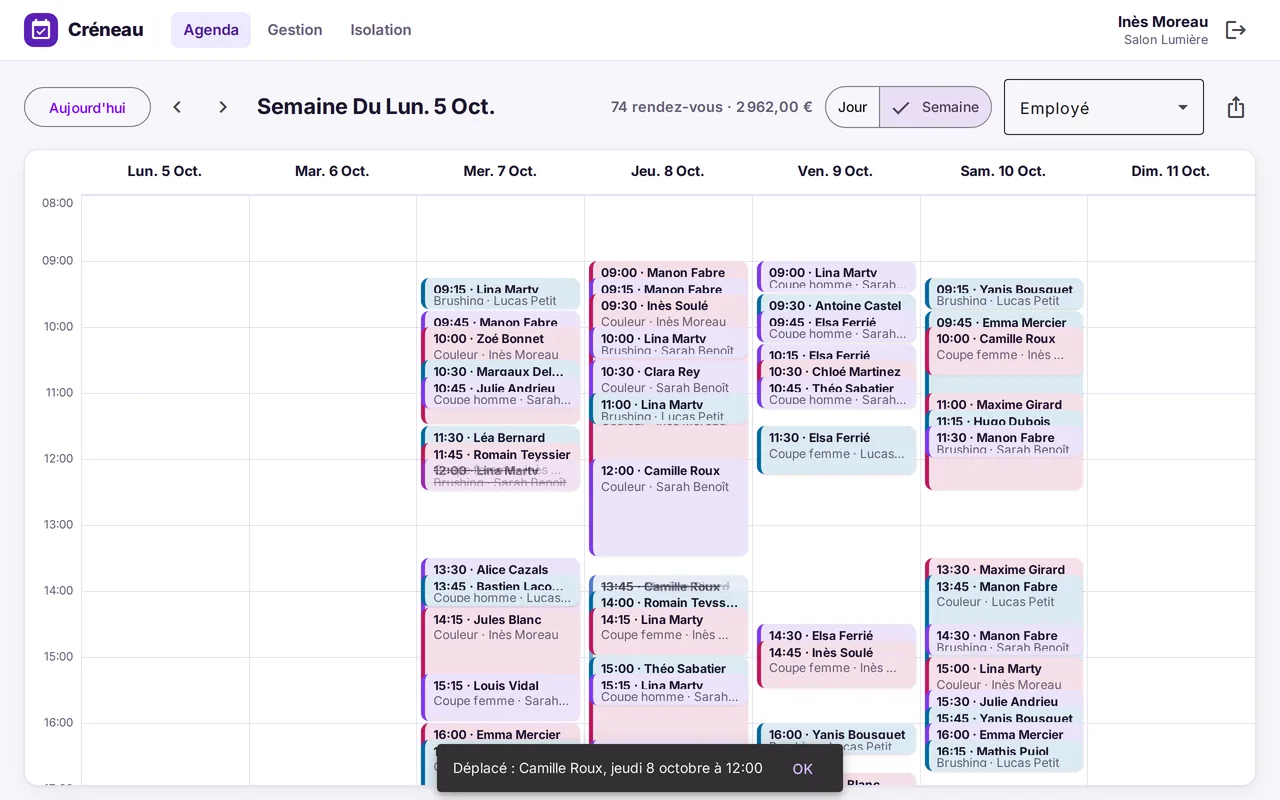 Créneau
Agenda
Gestion
Isolation
Inès Moreau
Salon Lumière
Aujourd'hui
Semaine Du Lun. 5 Oct.
74 rendez-vous · 2 962,00 €
Jour
Semaine
Employé
Lun. 5 Oct.
Mar. 6 Oct.
Mer. 7 Oct.
Jeu. 8 Oct.
Ven. 9 Oct.
Sam. 10 Oct.
Dim. 11 Oct.
08:00
09:00
10:00
11:00
12:00
13:00
14:00
15:00
16:00
09:15 · Lina Marty
Brushing · Lucas Petit
09:45 · Manon Fabre
10:00 · Zoé Bonnet
Couleur · Inès Moreau
10:30 · Margaux Del...
10:45 · Julie Andrieu
Coupe homme · Sarah...
11:30 · Léa Bernard
11:45 · Romain Teyssier
12:00 · Lina Marty
Brushing · Sarah Benoît
13:30 · Alice Cazals
13:45 · Bastien Laco...
Coupe homme · Lucas...
14:15 · Jules Blanc
Couleur · Inès Moreau
15:15 · Louis Vidal
Coupe femme · Sarah...
16:00 · Emma Mercier
09:00 · Manon Fabre
09:15 · Manon Fabre
09:30 · Inès Soulé
Couleur · Inès Moreau
10:00 · Lina Marty
Brushing · Sarah Benoît
10:30 · Clara Rey
Couleur · Sarah Benoît
11:00 · Lina Marty
Brushing · Lucas Petit
12:00 · Camille Roux
Couleur · Sarah Benoît
13:45 · Camille Roux
14:00 · Romain Teyss...
14:15 · Lina Marty
Coupe femme · Inès ...
15:00 · Théo Sabatier
15:15 · Lina Marty
Coupe homme · Sarah...
09:00 · Lina Marty
Coupe homme · Sarah...
09:30 · Antoine Castel
09:45 · Elsa Ferrié
Coupe homme · Sarah...
10:15 · Elsa Ferrié
10:30 · Chloé Martinez
10:45 · Théo Sabatier
Coupe homme · Sarah...
11:30 · Elsa Ferrié
Coupe femme · Lucas...
14:30 · Elsa Ferrié
14:45 · Inès Soulé
Coupe femme · Inès ...
16:00 · Yanis Bousquet
Petit
Blanc
09:15 · Yanis Bousquet
Brushing · Lucas Petit
09:45 · Emma Mercier
10:00 · Camille Roux
Coupe femme · Inès ...
11:00 · Maxime Girard
11:15 · Hugo Dubois
11:30 · Manon Fabre
Brushing · Sarah Benoît
13:30 · Maxime Girard
13:45 · Manon Fabre
Couleur · Lucas Petit
14:30 · Manon Fabre
Brushing · Sarah Benoît
15:00 · Lina Marty
Couleur · Inès Moreau
15:30 · Julie Andrieu
15:45 · Yanis Bousquet
16:00 · Emma Mercier
16:15 · Mathis Pujol
Brushing · Lucas Petit
Déplacé : Camille Roux, jeudi 8 octobre à 12:00
OK